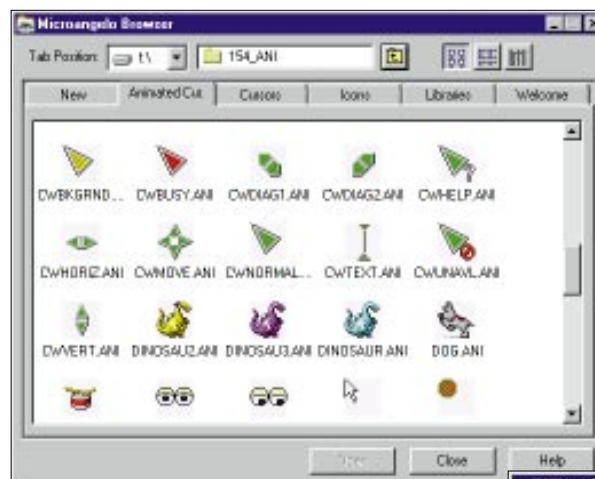 Microangelo Browser
Tab Position: t:\ 154_ANI
New Animated Cur. Cursors Icons Libraries Welcome
CWBKGRND... CWBUSY.ANI CWDIAG1.ANI CWDIAG2.ANI CWHELP.ANI
CWHORIZ.ANI CWMOVE.ANI CWNORMAL... CWTEXT.ANI CWUNAVL.ANI
CWVERT.ANI DINOSAU2.ANI DINOSAU3.ANI DINOSAUR.ANI DOG.ANI
Open Close Help